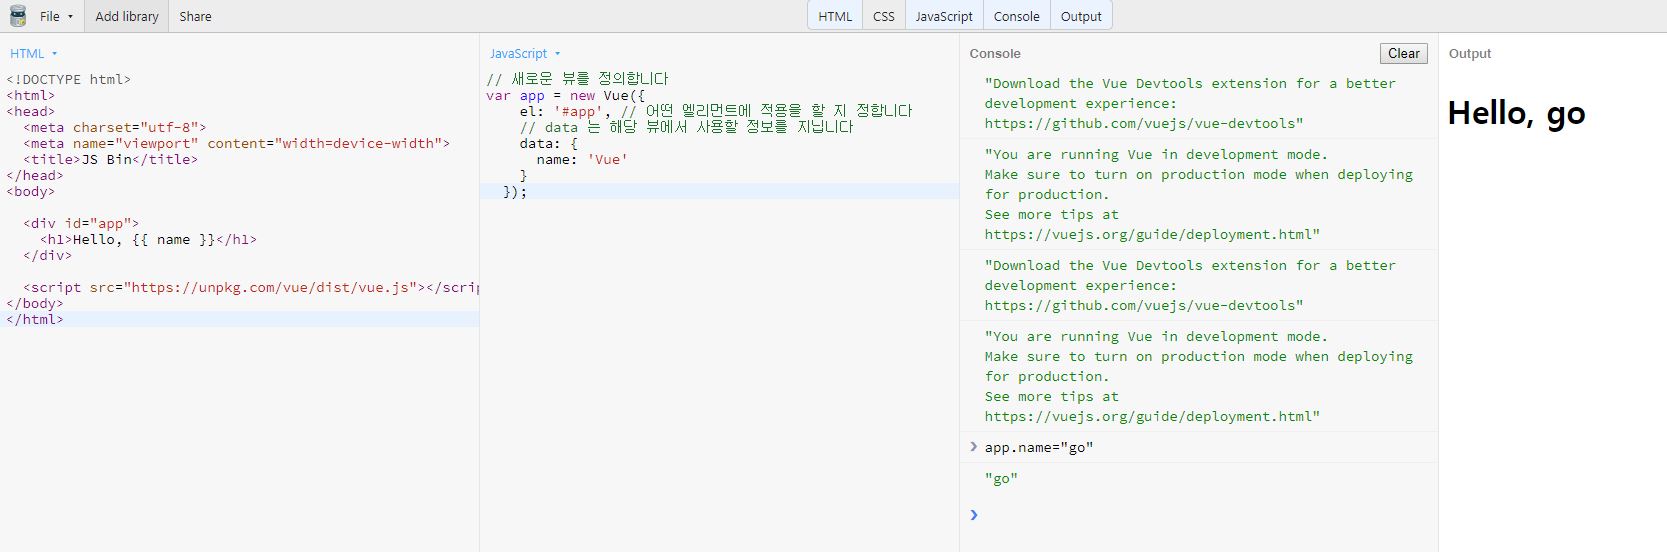 File ▾ Add library Share HTML CSS JavaScript Console Output
HTML ▾
<!DOCTYPE html>
<html>
<head>
<meta charset="utf-8">
<meta name="viewport" content="width=device-width">
<title>JS Bin</title>
</head>
<body>
<div id="app">
<h1>Hello, {{ name }}</h1>
</div>
<script src="https://unpkg.com/vue/dist/vue.js"></scrip
</body>
</html>
JavaScript ▾
// 새로운 뷰를 정의합니다
var app = new Vue({
el: '#app', // 어떤 엘리먼트에 적용을 할 지 정합니다
// data 는 해당 뷰에서 사용할 정보를 지닙니다
data: {
name: 'Vue'
}
});
Console Clear
"Download the Vue Devtools extension for a better
development experience:
https://github.com/vuejs/vue-devtools"
"You are running Vue in development mode.
Make sure to turn on production mode when deploying
for production.
See more tips at
https://vuejs.org/guide/deployment.html"
"Download the Vue Devtools extension for a better
development experience:
https://github.com/vuejs/vue-devtools"
"You are running Vue in development mode.
Make sure to turn on production mode when deploying
for production.
See more tips at
https://vuejs.org/guide/deployment.html"
> app.name="go"
"go"
>
Output
Hello, go